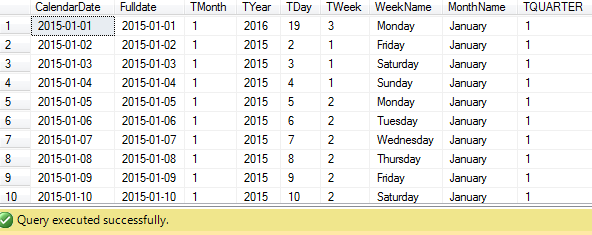 CalendarDate Fulldate TMonth TYear TDay TWeek WeekName MonthName TQUARTER
1 2015-01-01 2015-01-01 1 2016 19 3 Monday January 1
2 2015-01-02 2015-01-02 1 2015 2 1 Friday January 1
3 2015-01-03 2015-01-03 1 2015 3 1 Saturday January 1
4 2015-01-04 2015-01-04 1 2015 4 1 Sunday January 1
5 2015-01-05 2015-01-05 1 2015 5 2 Monday January 1
6 2015-01-06 2015-01-06 1 2015 6 2 Tuesday January 1
7 2015-01-07 2015-01-07 1 2015 7 2 Wednesday January 1
8 2015-01-08 2015-01-08 1 2015 8 2 Thursday January 1
9 2015-01-09 2015-01-09 1 2015 9 2 Friday January 1
10 2015-01-10 2015-01-10 1 2015 10 2 Saturday January 1
Query executed successfully.